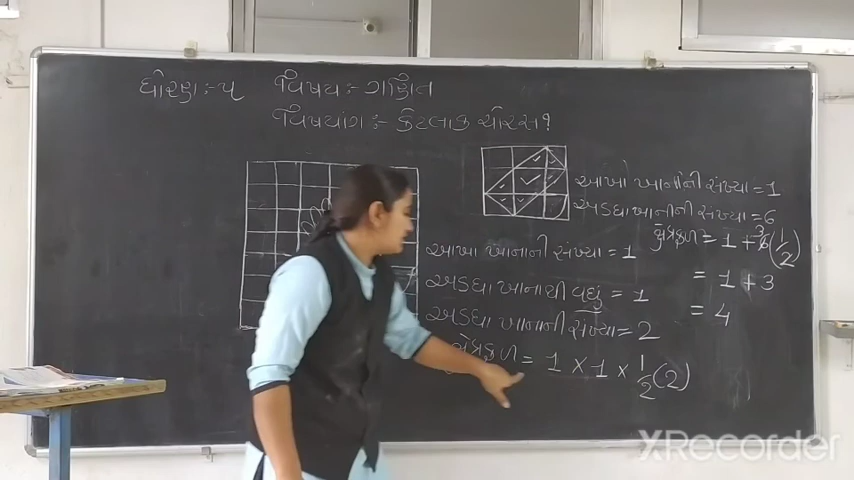 ધોરણ :- ૫ વિષય :- ગણિત
વિષયાંગ :- કેટલાક ચોરસ ?
આખા ખાનાની સંખ્યા = 1
અડધા ખાનાની સંખ્યા = 6
ક્ષેત્રફળ = 1 + 6 3 (1/2)
= 1 + 3
= 4
આખા ખાનાની સંખ્યા = 1
અડધા ખાનાથી વધુ = 1
અડધા ખાનાની સંખ્યા = 2
ક્ષેત્રફળ = 1 × 1 × 1/2 (2)
XRecorder